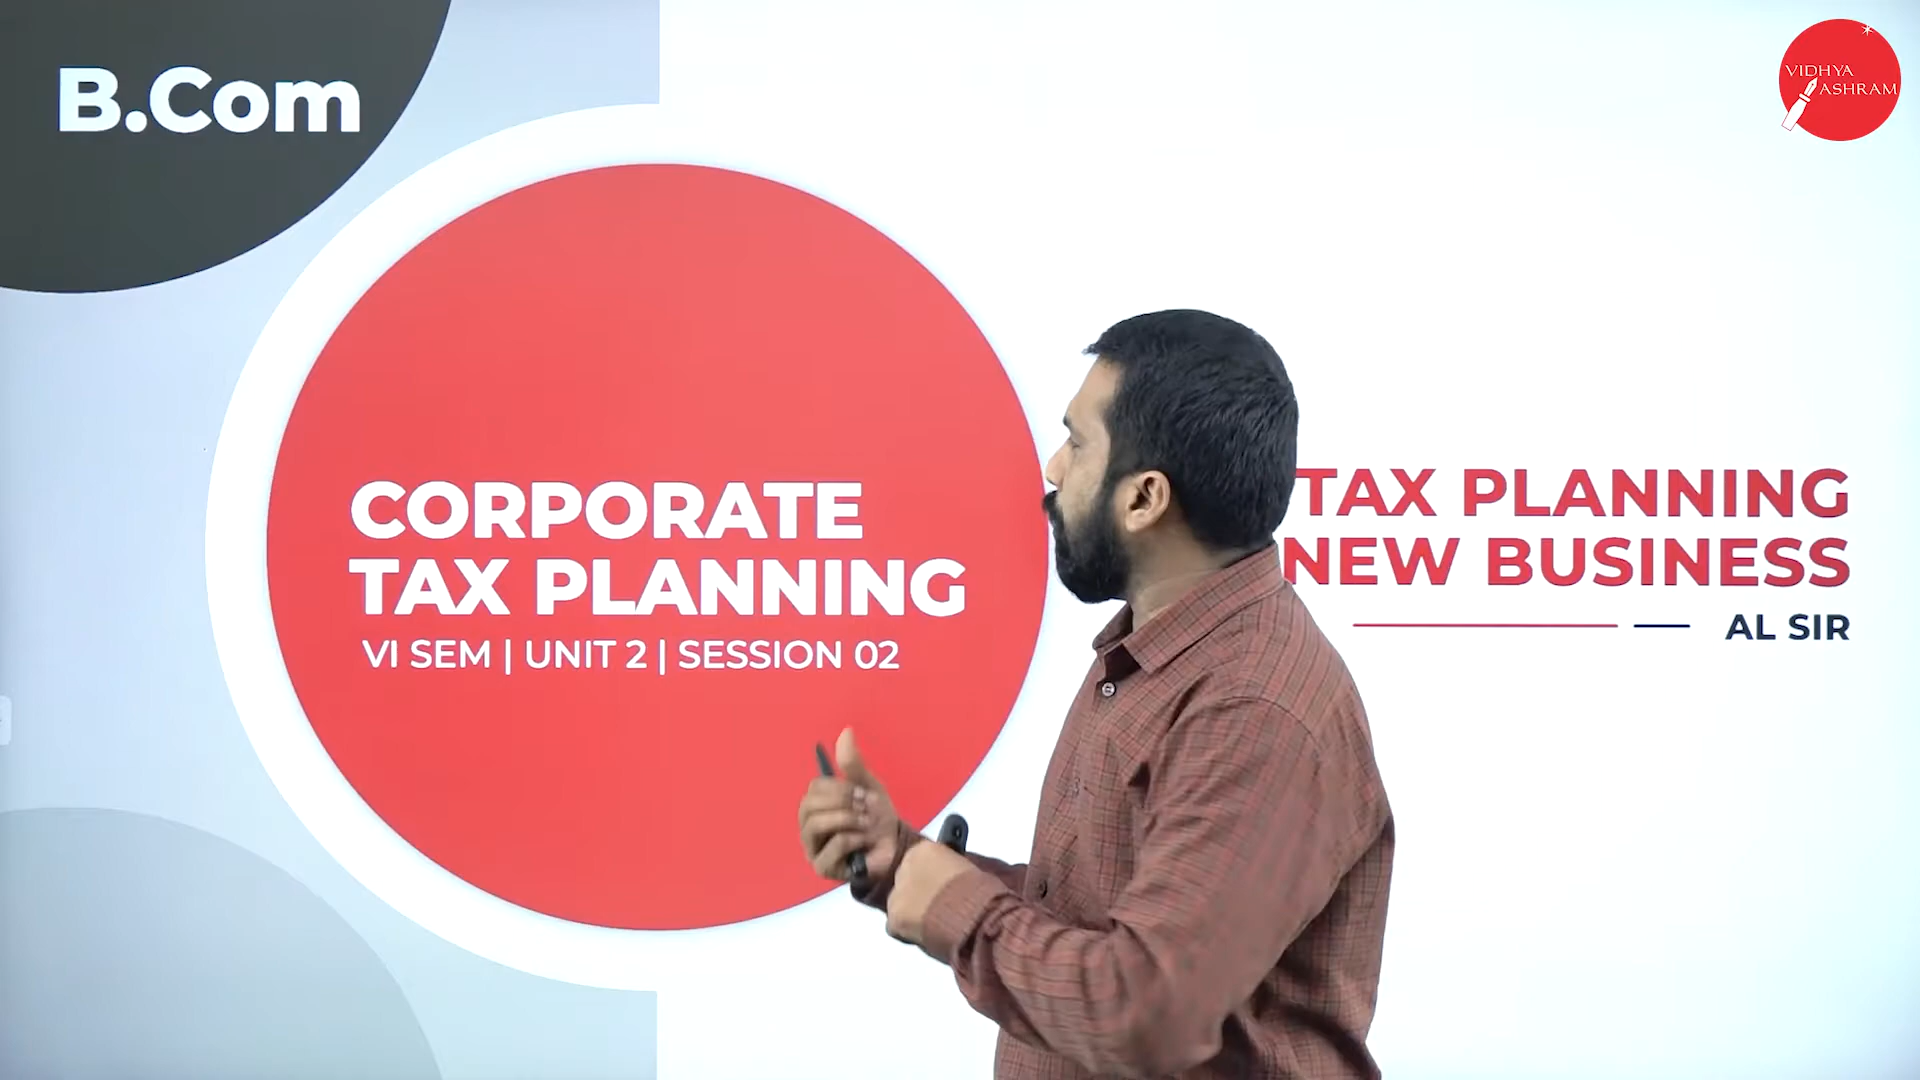 B.Com
VIDHYA
ASHRAM
CORPORATE
TAX PLANNING
VI SEM | UNIT 2 | SESSION 02
TAX PLANNING
NEW BUSINESS
AL SIR